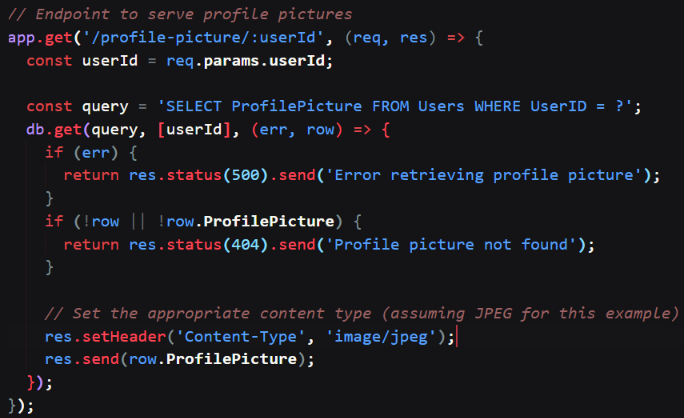 // Endpoint to serve profile pictures
app.get('/profile-picture/:userId', (req, res) => {
  const userId = req.params.userId;

  const query = 'SELECT ProfilePicture FROM Users WHERE UserID = ?';
  db.get(query, [userId], (err, row) => {
    if (err) {
      return res.status(500).send('Error retrieving profile picture');
    }
    if (!row || !row.ProfilePicture) {
      return res.status(404).send('Profile picture not found');
    }

    // Set the appropriate content type (assuming JPEG for this example)
    res.setHeader('Content-Type', 'image/jpeg');
    res.send(row.ProfilePicture);
  });
});